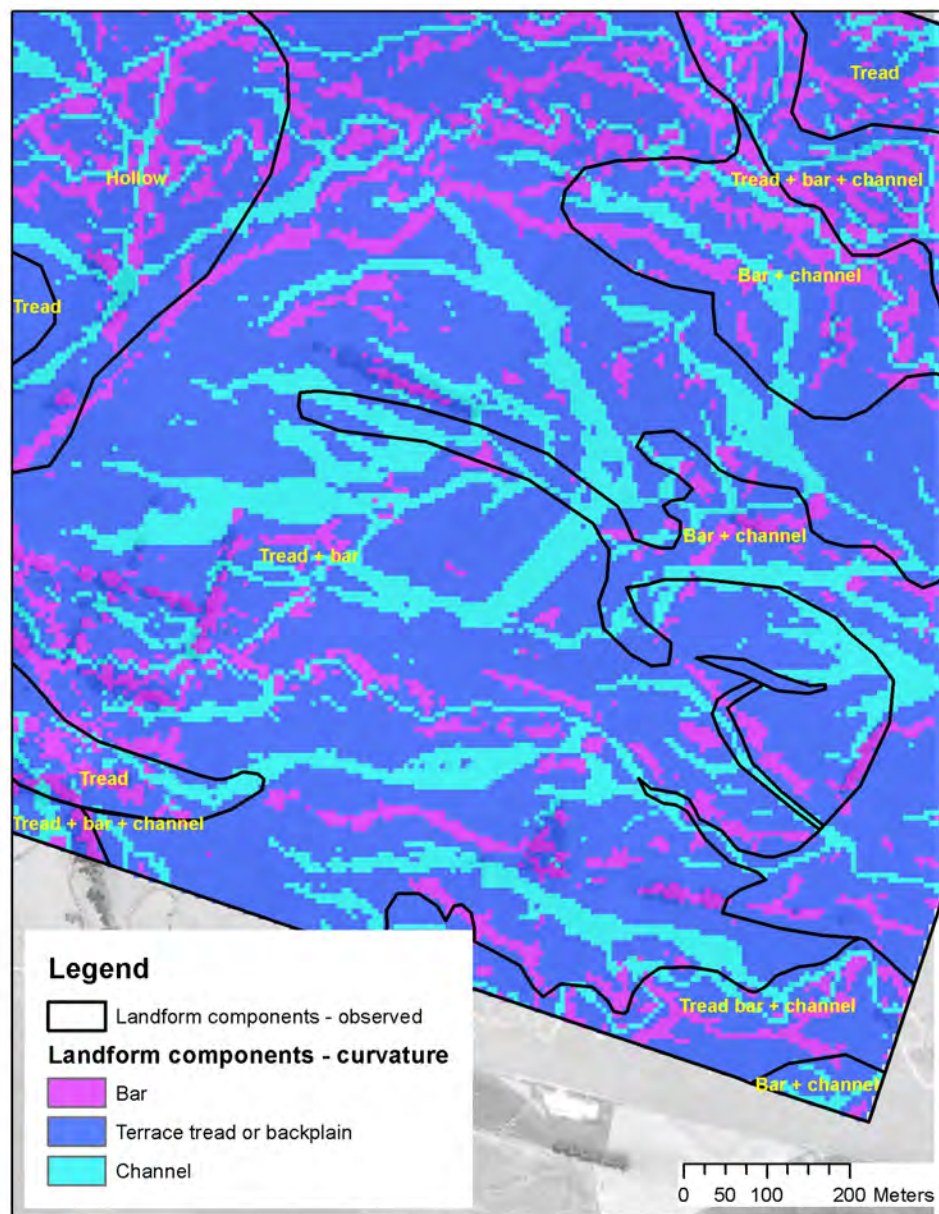 Tread
Hollow
Tread + bar + channel
Bar + channel
Tread
Bar + channel
Tread + bar
Tread
Tread + bar + channel
Tread bar + channel
Bar + channel
Legend
Landform components - observed
Landform components - curvature
Bar
Terrace tread or backplain
Channel
0 50 100 200 Meters